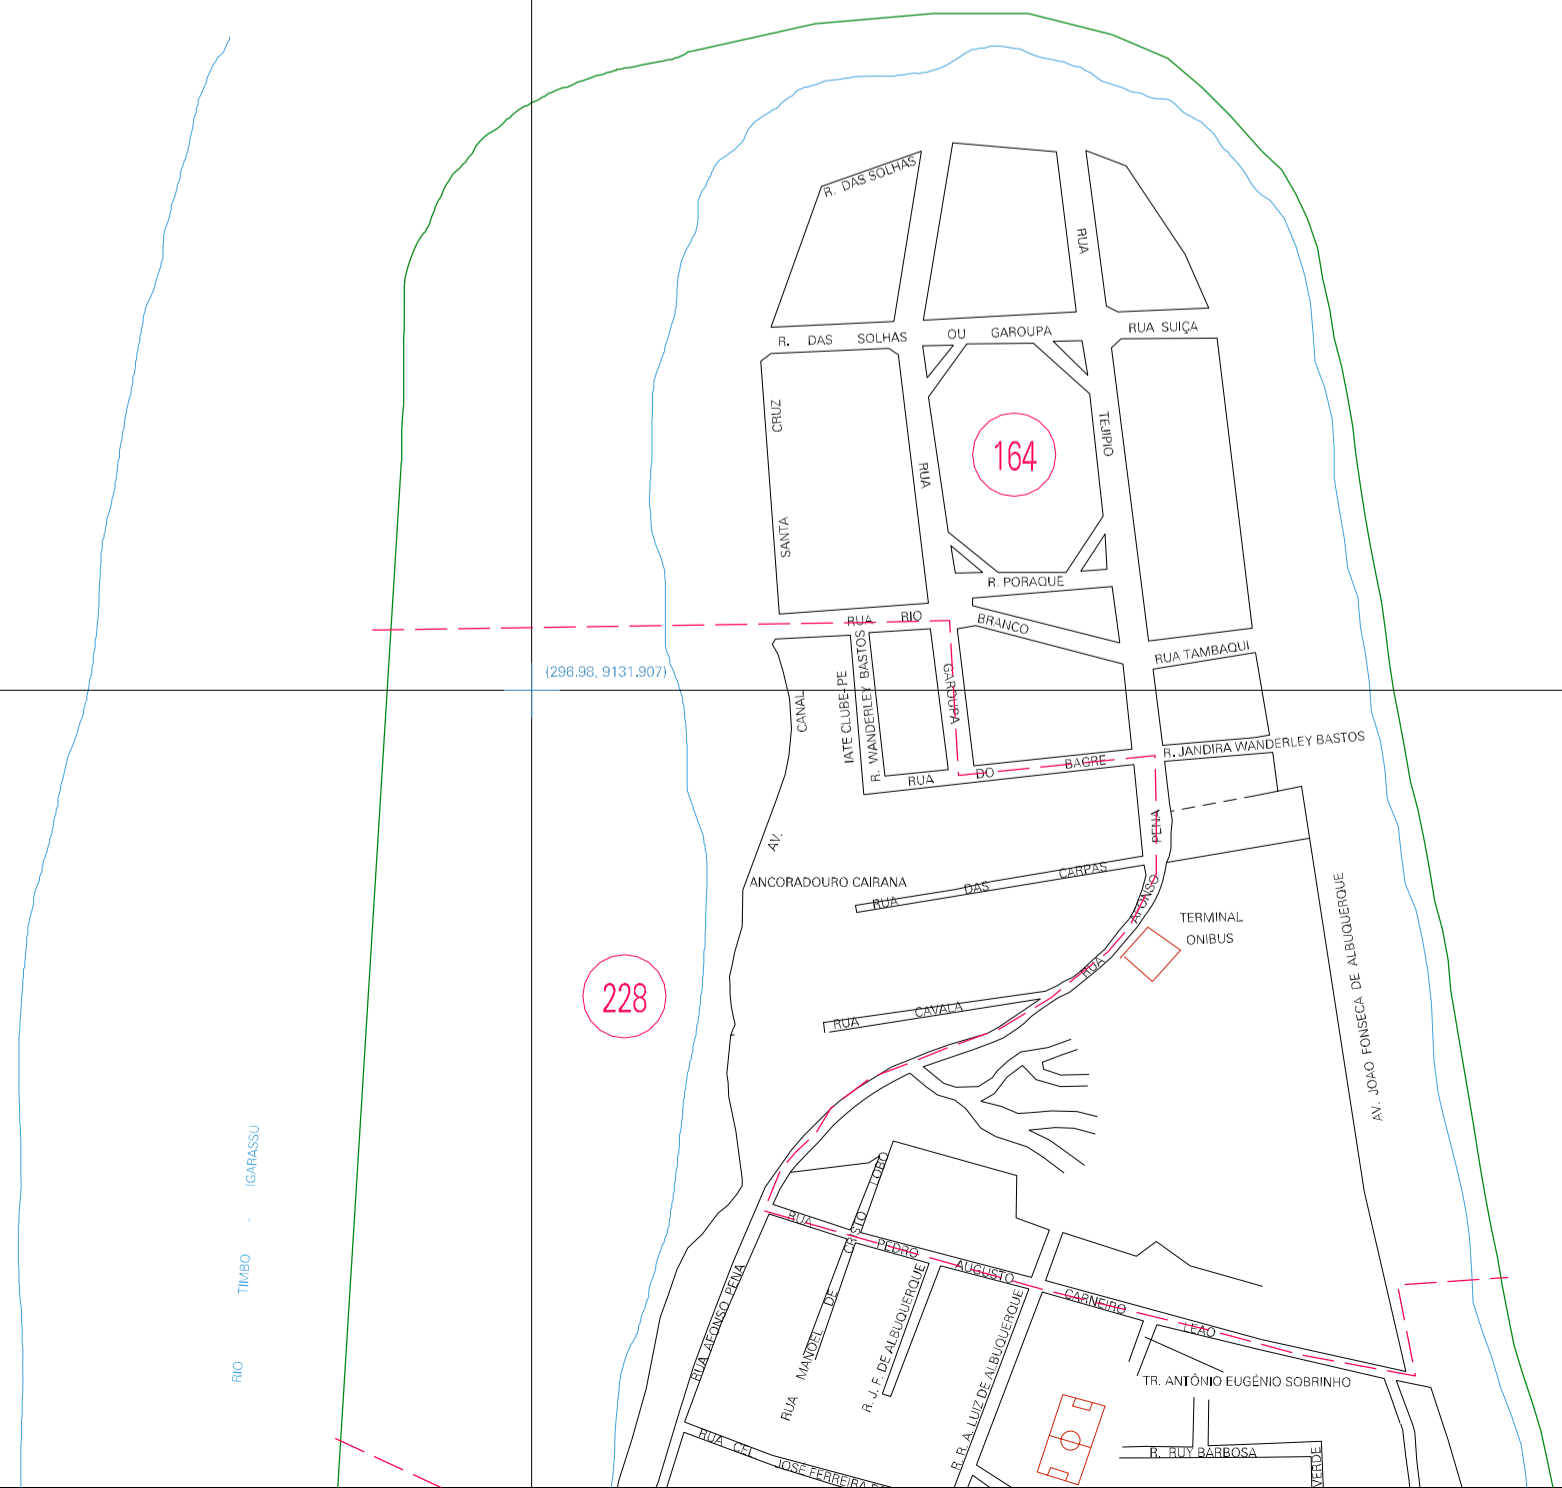 R. DAS SOLHAS
RUA
R. DAS SOLHAS OU GAROUPA
RUA SUIÇA
SANTA CRUZ
RUA
164
TEJIPIO
R. PORAQUE
RUA RIO BRANCO
RUA TAMBAQUI
(296.98, 9131.907)
AV. CANAL
IATE CLUBE-PE
R. WANDERLEY BASTOS
GAROUPA
R. JANDIRA WANDERLEY BASTOS
RUA DO BAGRE
RUA AFONSO PENA
ANCORADOURO CAIRANA
RUA DAS CARPAS
TERMINAL
ONIBUS
AV. JOAO FONSECA DE ALBUQUERQUE
228
RUA CAVALA
RIO TIMBO - IGARASSU
RUA PEDRO AUGUSTO CARNEIRO LEAO
RUA MANOEL DE CRISTO LOBO
RUA AFONSO PENA
R. J. F. DE ALBUQUERQUE
R. R. A. LUIZ DE ALBUQUERQUE
TR. ANTÔNIO EUGÊNIO SOBRINHO
RUA CEL JOSÉ FERREIRA
R. RUY BARBOSA
VERDE